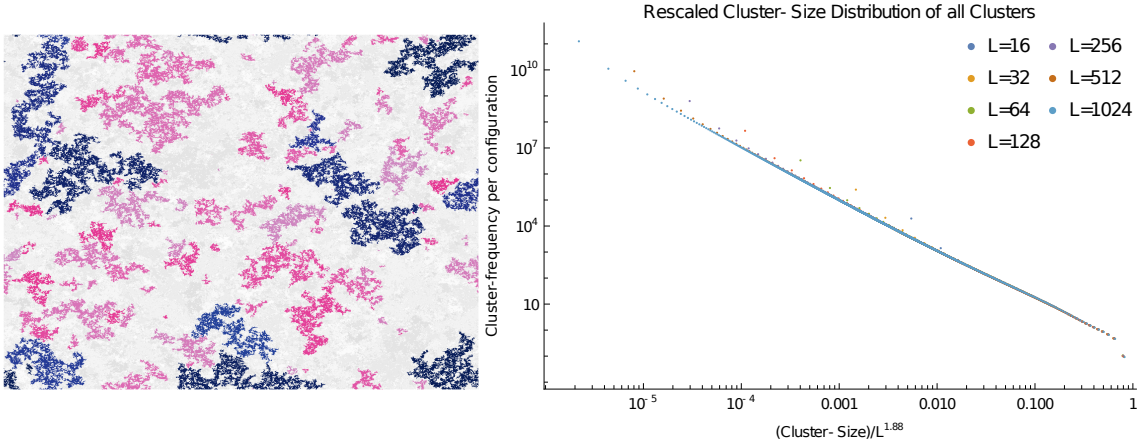 Rescaled Cluster- Size Distribution of all Clusters
Cluster-frequency per configuration
10^10
10^7
10^4
10
L=16
L=32
L=64
L=128
L=256
L=512
L=1024
10^-5
10^-4
0.001
0.010
0.100
1
(Cluster- Size)/L^1.88